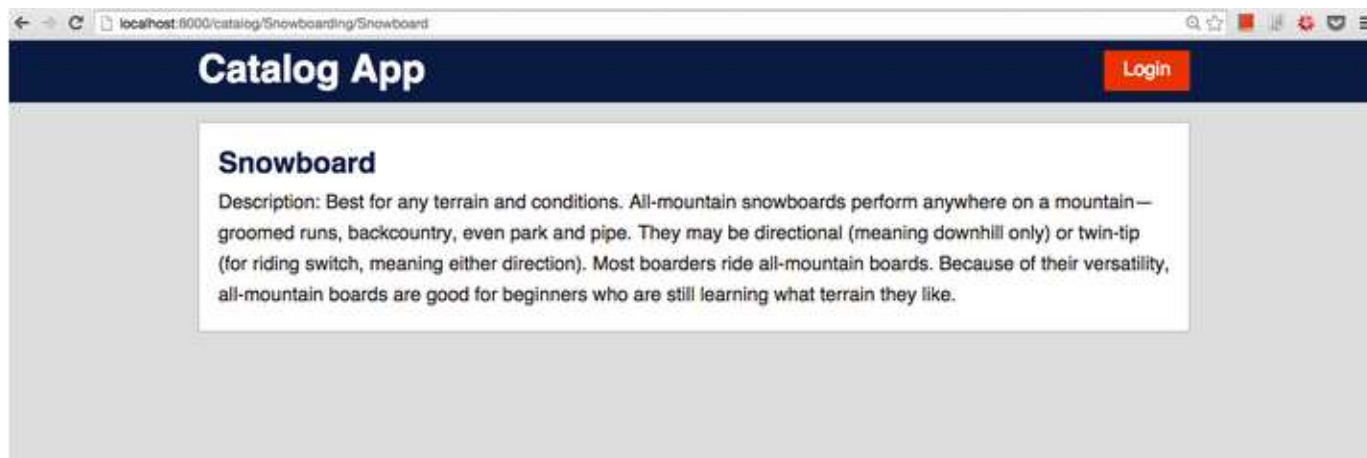 localhost:8000/catalog/Snowboarding/Snowboard
Catalog App
Login
Snowboard
Description: Best for any terrain and conditions. All-mountain snowboards perform anywhere on a mountain—
groomed runs, backcountry, even park and pipe. They may be directional (meaning downhill only) or twin-tip
(for riding switch, meaning either direction). Most boarders ride all-mountain boards. Because of their versatility,
all-mountain boards are good for beginners who are still learning what terrain they like.